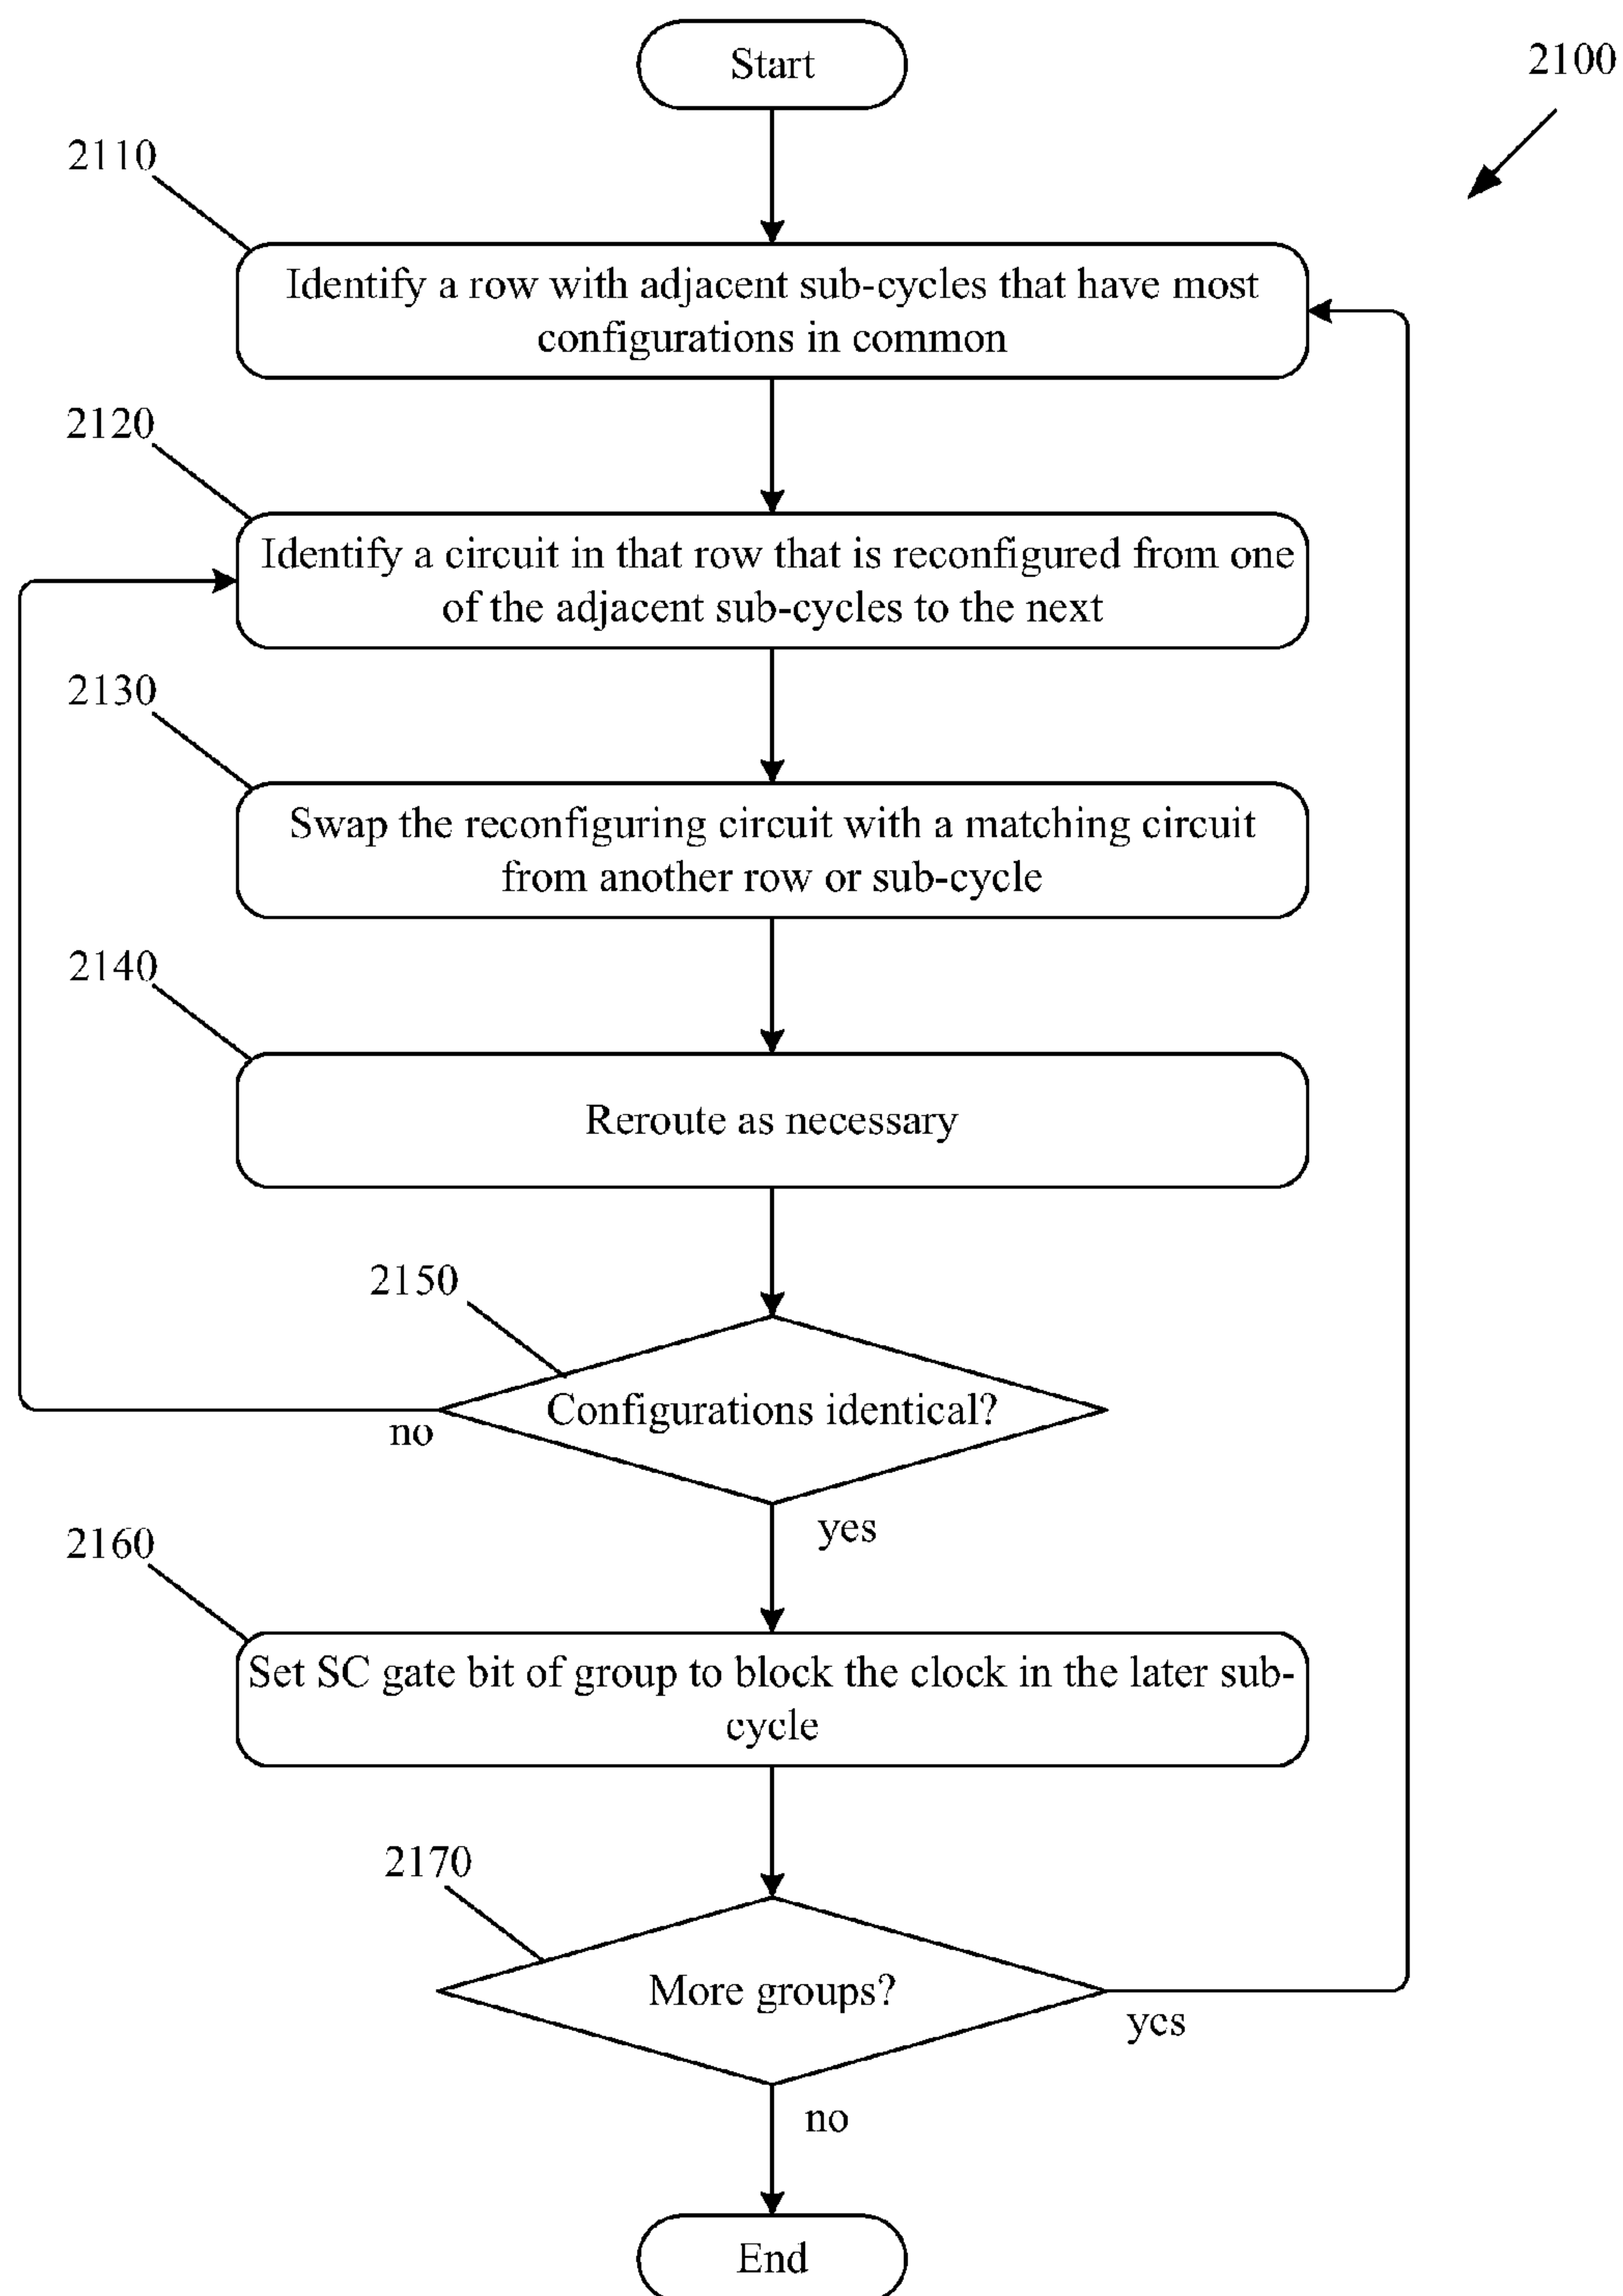 Start
2100
2110
Identify a row with adjacent sub-cycles that have most
configurations in common
2120
Identify a circuit in that row that is reconfigured from one
of the adjacent sub-cycles to the next
2130
Swap the reconfiguring circuit with a matching circuit
from another row or sub-cycle
2140
Reroute as necessary
2150
Configurations identical?
no
yes
2160
Set SC gate bit of group to block the clock in the later sub-
cycle
2170
More groups?
yes
no
End